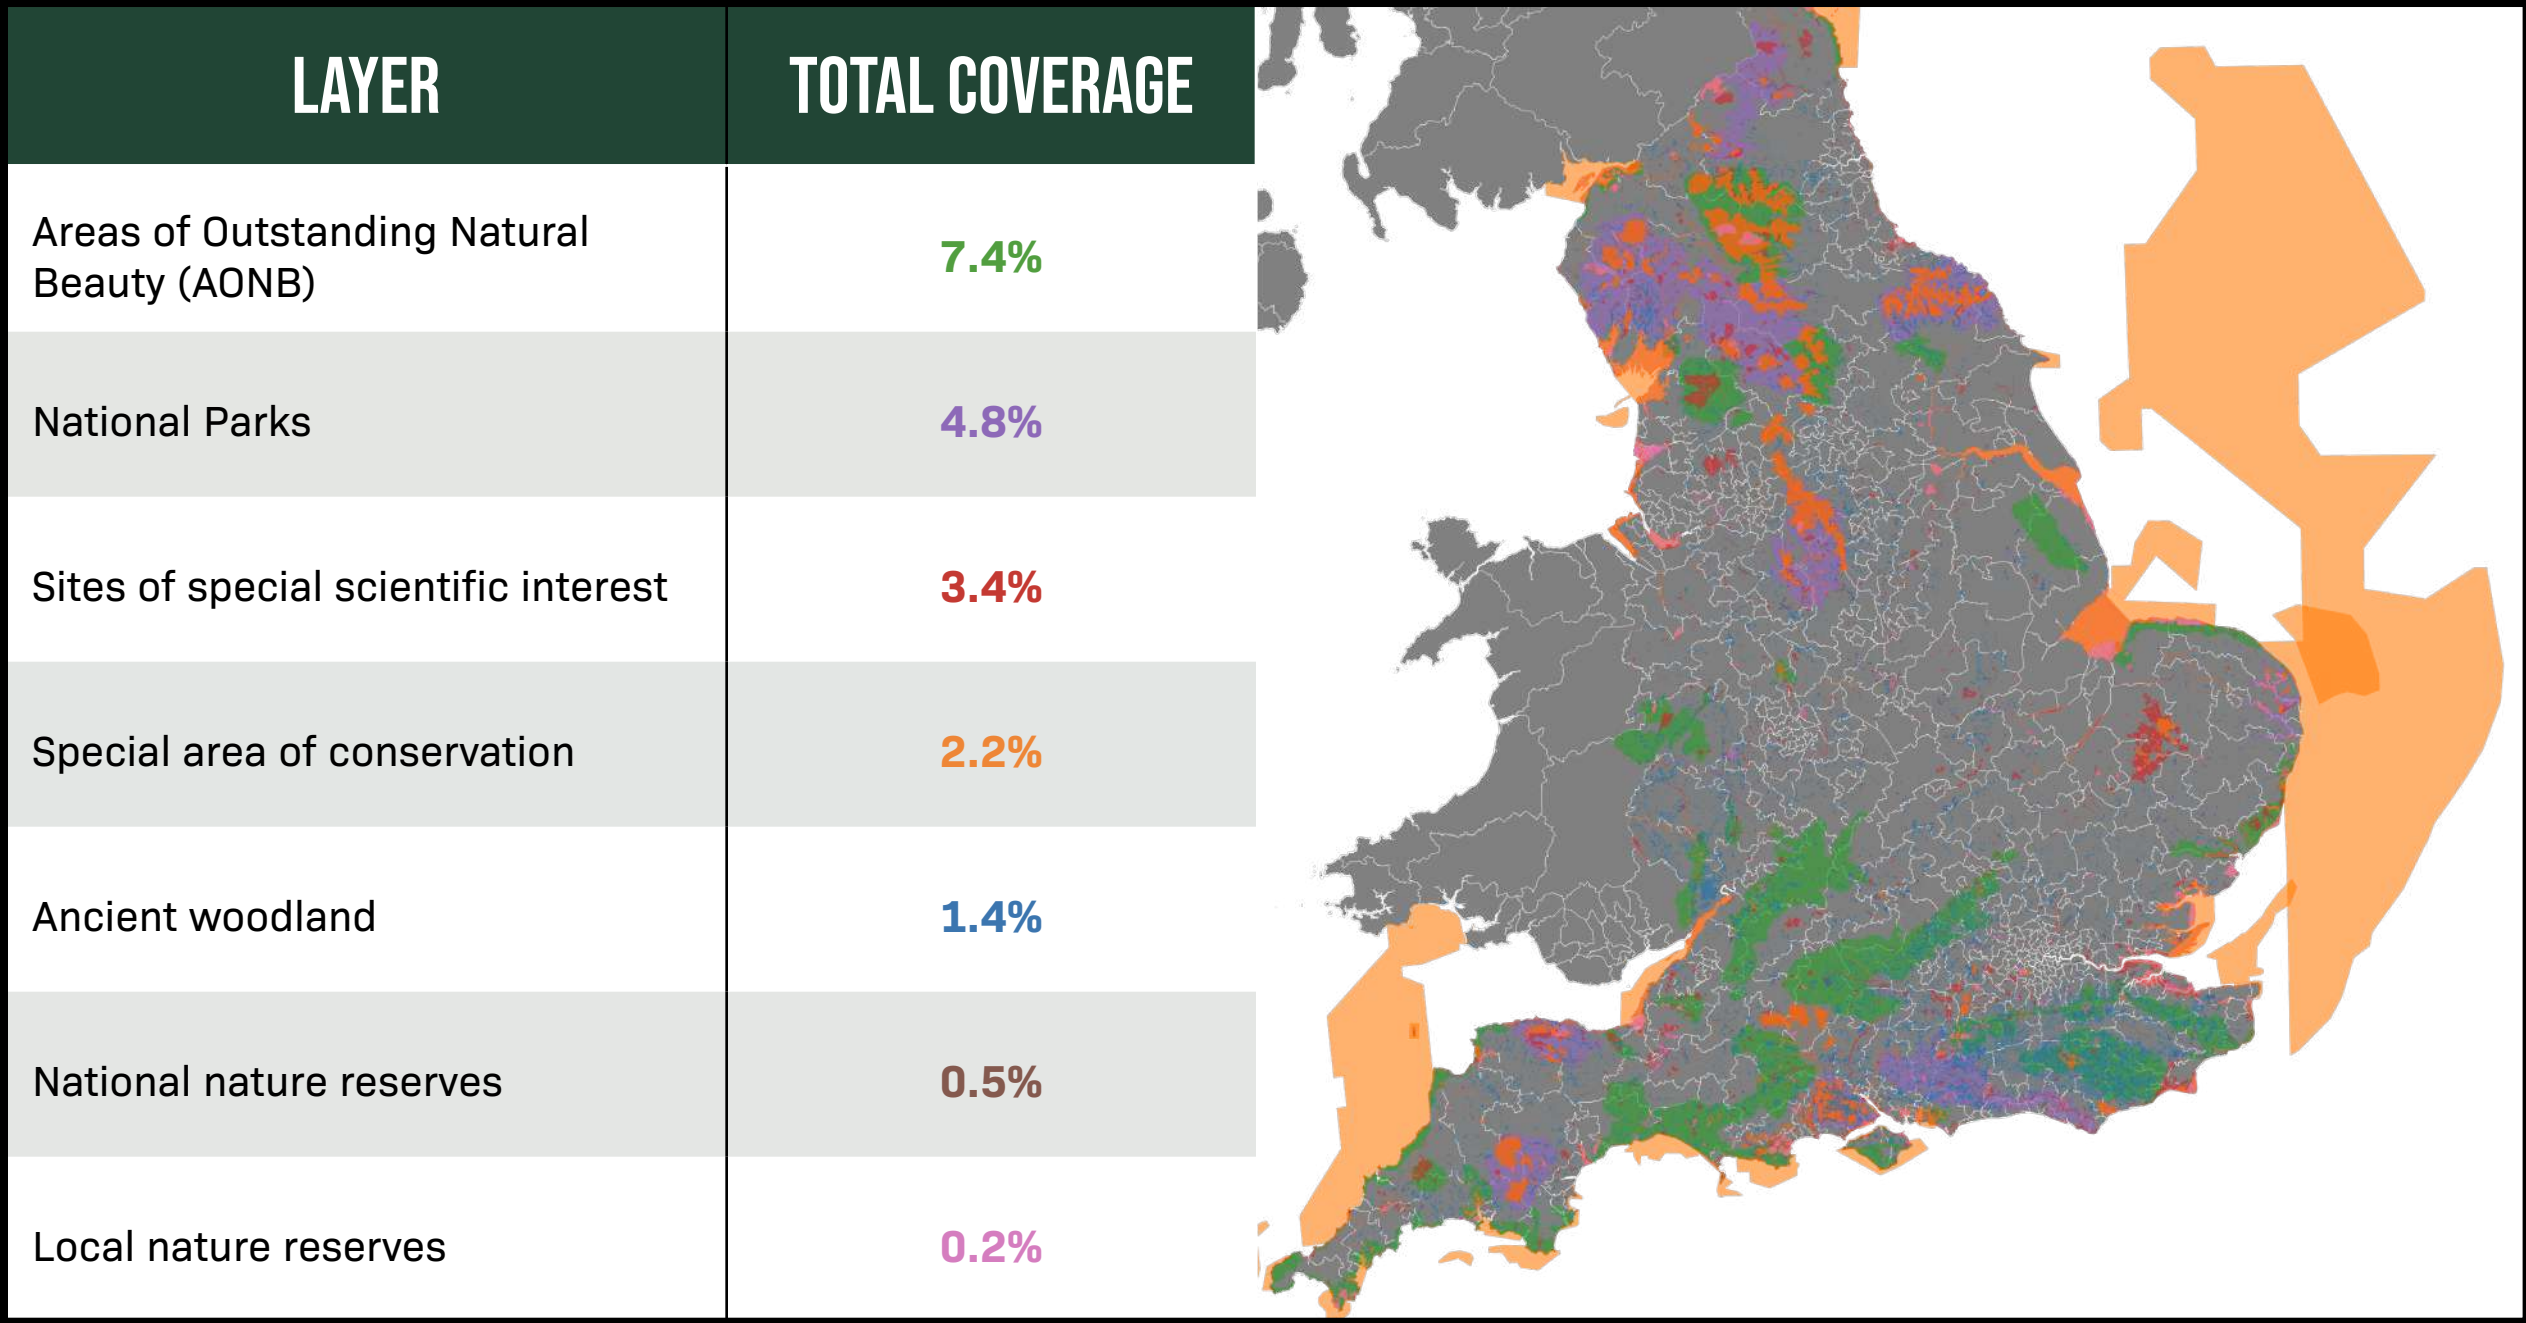 LAYER
TOTAL COVERAGE
Areas of Outstanding Natural
Beauty (AONB)
7.4%
National Parks
4.8%
Sites of special scientific interest
3.4%
Special area of conservation
2.2%
Ancient woodland
1.4%
National nature reserves
0.5%
Local nature reserves
0.2%